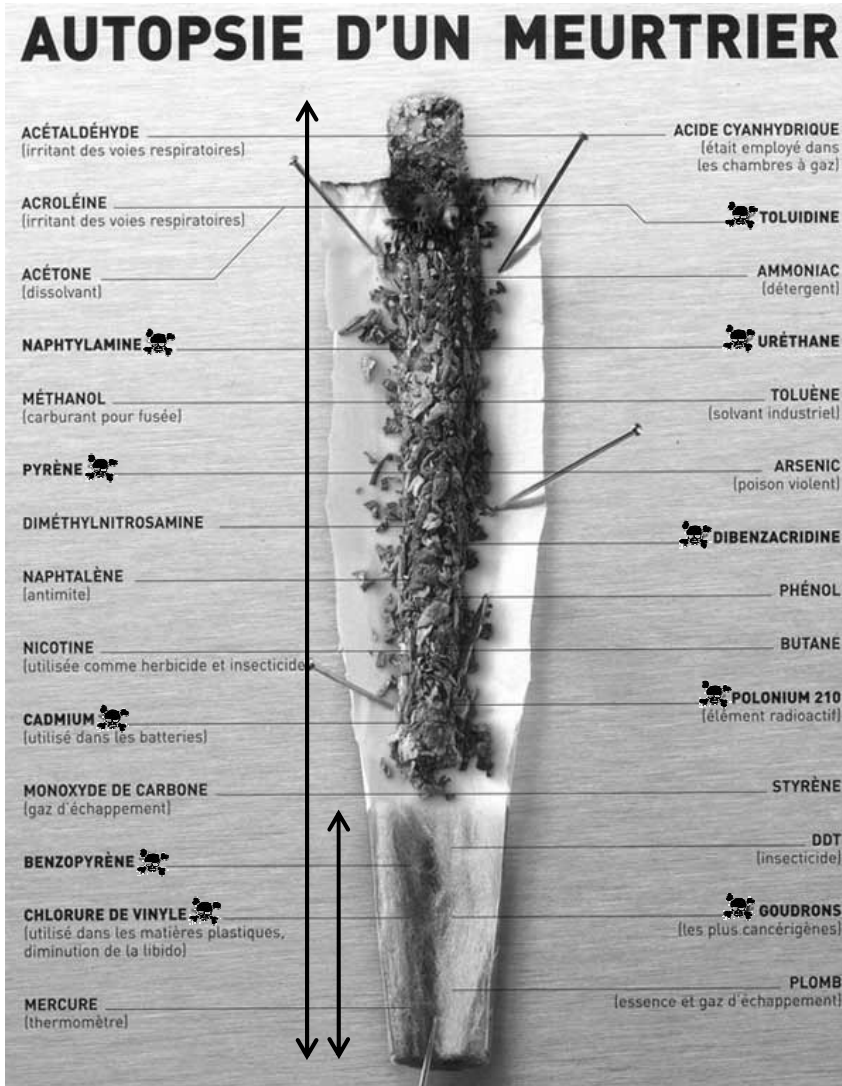 AUTOPSIE D'UN MEURTRIER
ACÉTALDÉHYDE
(irritant des voies respiratoires)
ACROLÉINE
(irritant des voies respiratoires)
ACÉTONE
(dissolvant)
NAPHTYLAMINE
MÉTHANOL
(carburant pour fusée)
PYRÈNE
DIMÉTHYLNITROSAMINE
NAPHTALÈNE
(antimite)
NICOTINE
(utilisée comme herbicide et insecticide)
CADMIUM
(utilisé dans les batteries)
MONOXYDE DE CARBONE
(gaz d'échappement)
BENZOPYRÈNE
CHLORURE DE VINYLE
(utilisé dans les matières plastiques,
diminution de la libido)
MERCURE
(thermomètre)
ACIDE CYANHYDRIQUE
(était employé dans
les chambres à gaz)
TOLUIDINE
AMMONIAC
(détergent)
URÉTHANE
TOLUÈNE
(solvant industriel)
ARSENIC
(poison violent)
DIBENZACRIDINE
PHÉNOL
BUTANE
POLONIUM 210
(élément radioactif)
STYRÈNE
DDT
(insecticide)
GOUDRONS
(les plus cancérigènes)
PLOMB
(essence et gaz d'échappement)